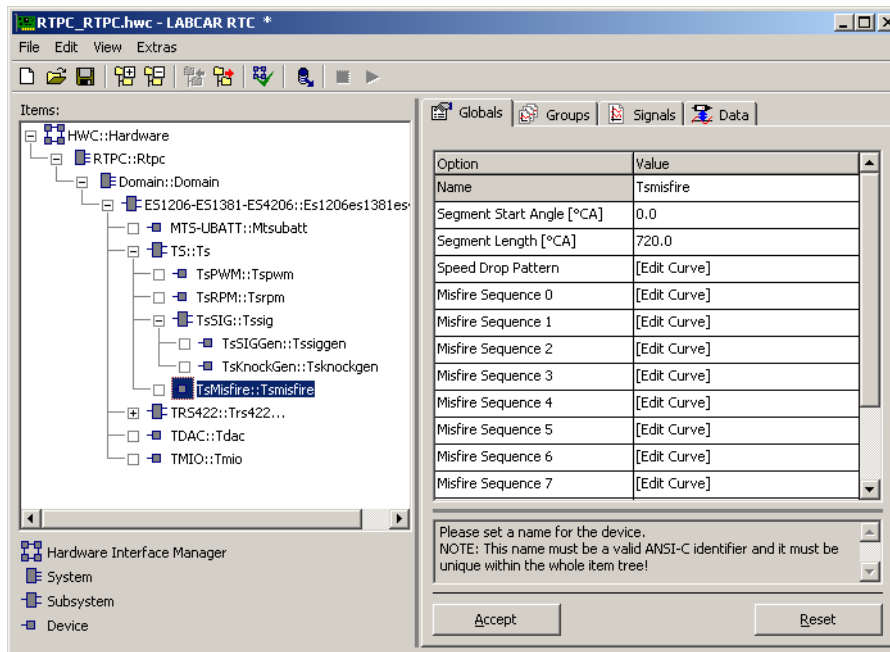 RTPC_RTPC.hwc - LABCAR RTC *
File Edit View Extras
Items:
HWC::Hardware
RTPC::Rtpc
Domain::Domain
ES1206-ES1381-ES4206::Es1206es1381es
MTS-UBATT::Mtsubatt
TS::Ts
TsPWM::Tspwm
TsRPM::Tsrpm
TsSIG::Tssig
TsSIGGen::Tssiggen
TsKnockGen::Tsknockgen
TsMisfire::Tsmisfire
TRS422::Trs422...
TDAC::Tdac
TMIO::Tmio
Hardware Interface Manager
System
Subsystem
Device
Globals Groups Signals Data
Option Value
Name Tsmisfire
Segment Start Angle [°CA] 0.0
Segment Length [°CA] 720.0
Speed Drop Pattern [Edit Curve]
Misfire Sequence 0 [Edit Curve]
Misfire Sequence 1 [Edit Curve]
Misfire Sequence 2 [Edit Curve]
Misfire Sequence 3 [Edit Curve]
Misfire Sequence 4 [Edit Curve]
Misfire Sequence 5 [Edit Curve]
Misfire Sequence 6 [Edit Curve]
Misfire Sequence 7 [Edit Curve]
Please set a name for the device.
NOTE: This name must be a valid ANSI-C identifier and it must be
unique within the whole item tree!
Accept Reset